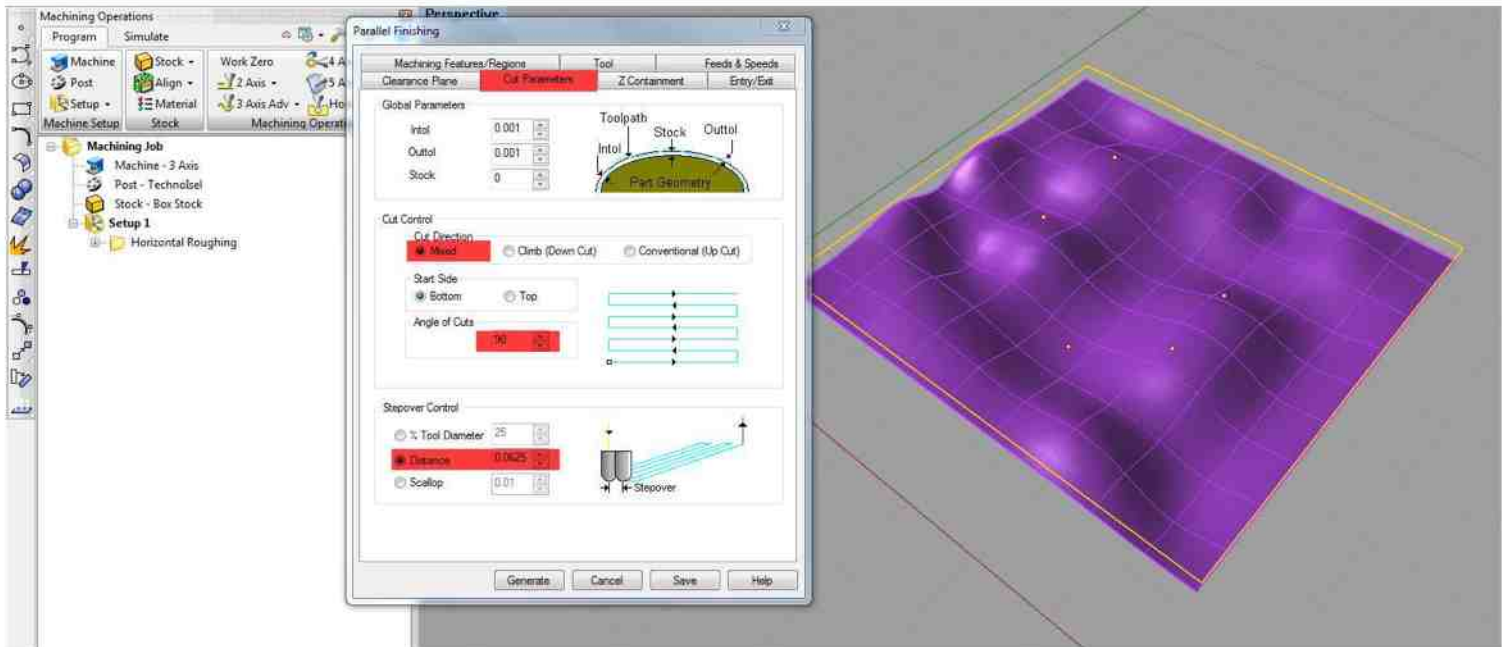 Machining Operations
Program Simulate
Machine Stock Work Zero 4 A
Post Align 2 Axis 5 A
Setup Material 3 Axis Adv Ho
Machine Setup Stock Machining Operati
Machining Job
Machine - 3 Axis
Post - TechnoIsel
Stock - Box Stock
Setup 1
Horizontal Roughing
Perspective
Parallel Finishing
Machining Features/Regions Tool Feeds & Speeds
Clearance Plane Cut Parameters Z Containment Entry/Exit
Global Parameters
Intol 0.001
Outtol 0.001
Stock 0
Toolpath
Stock Outtol
Intol
Part Geometry
Cut Control
Cut Direction
Mixed Climb (Down Cut) Conventional (Up Cut)
Start Side
Bottom Top
Angle of Cuts
90
Stepover Control
% Tool Diameter 25
Distance 0.0625
Scallop 0.01
Stepover
Generate Cancel Save Help